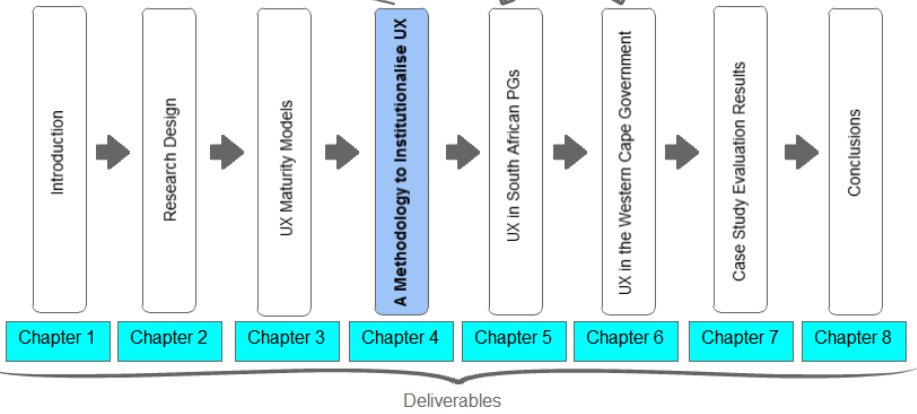 Introduction
Research Design
UX Maturity Models
A Methodology to Institutionalise UX
UX in South African PGs
UX in the Western Cape Government
Case Study Evaluation Results
Conclusions
Chapter 1
Chapter 2
Chapter 3
Chapter 4
Chapter 5
Chapter 6
Chapter 7
Chapter 8
Deliverables